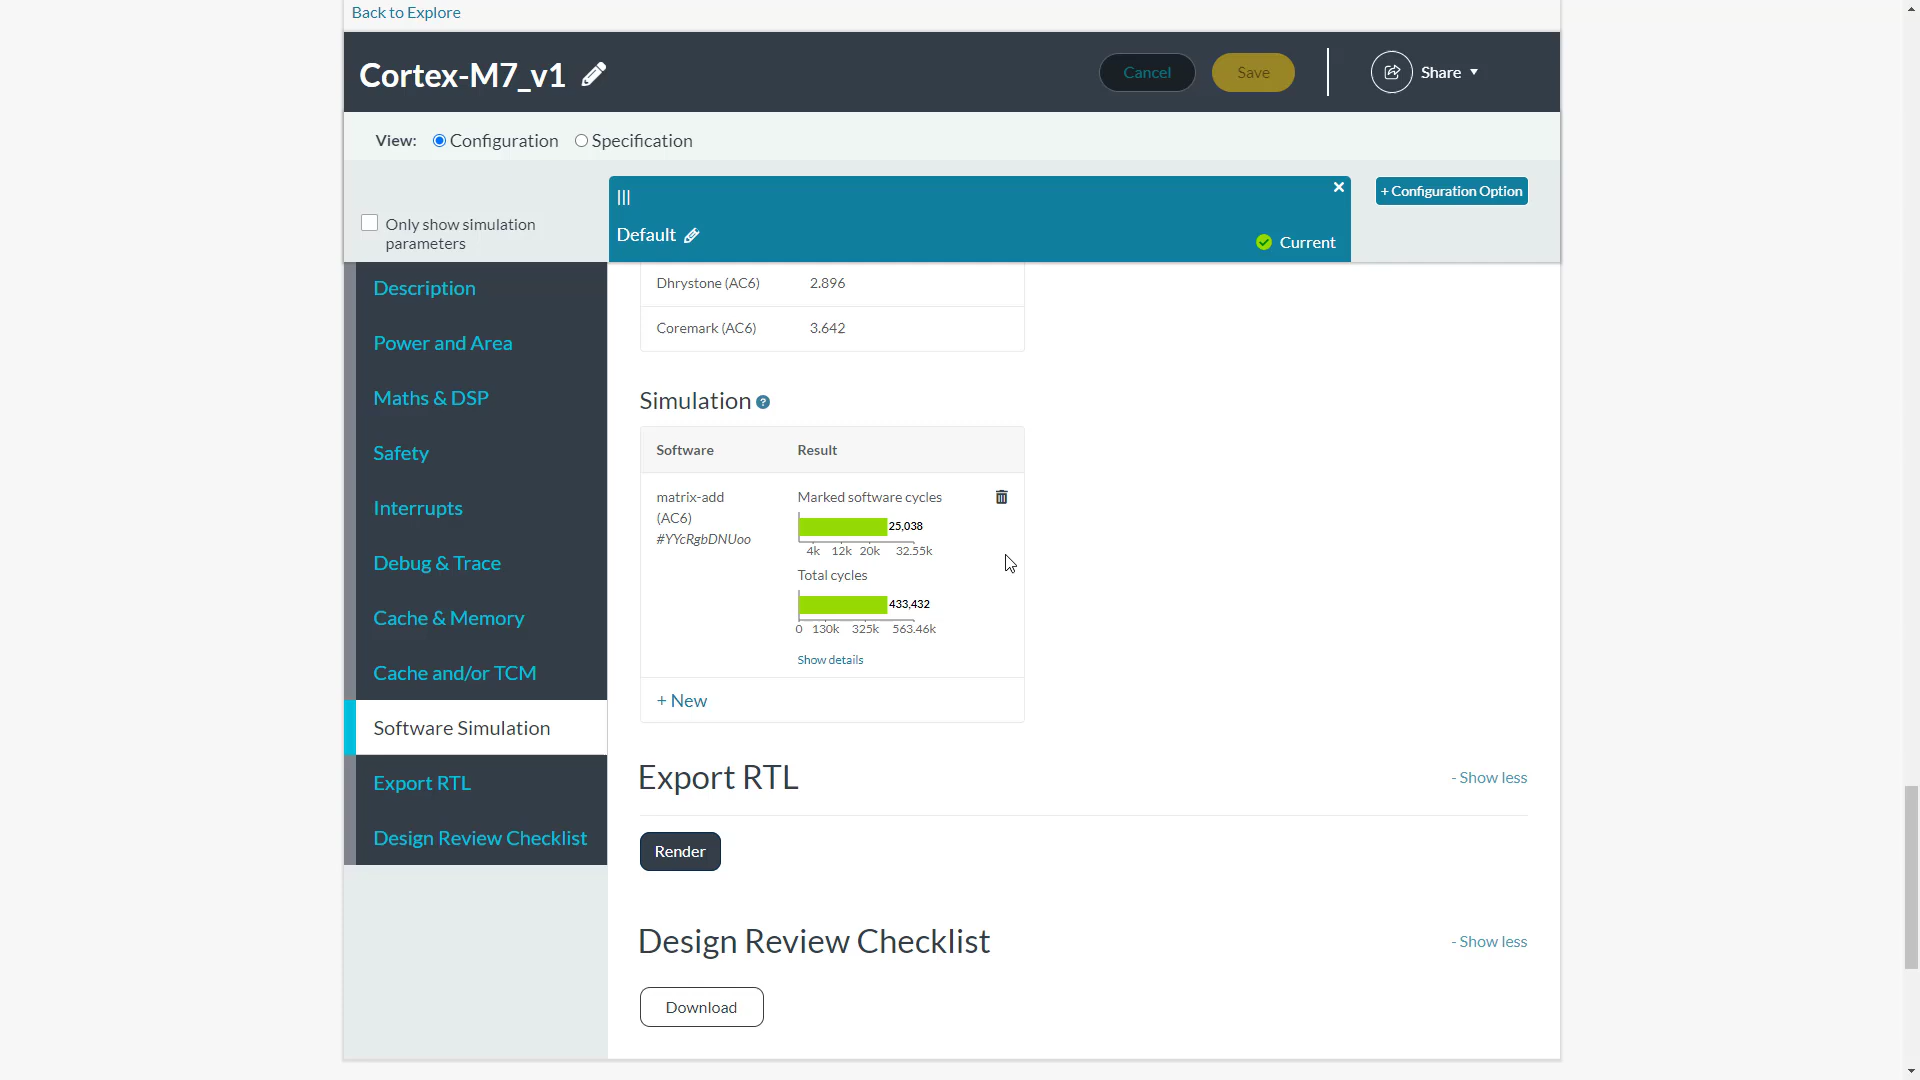 Back to Explore
Cortex-M7_v1
Cancel
Save
Share
View:
Configuration
Specification
Only show simulation
parameters
Default
Current
+ Configuration Option
Description
Power and Area
Maths & DSP
Safety
Interrupts
Debug & Trace
Cache & Memory
Cache and/or TCM
Software Simulation
Export RTL
Design Review Checklist
Dhrystone (AC6) 2.896
Coremark (AC6) 3.642
Simulation ?
Software Result
matrix-add
(AC6)
#YYcRgbDNUoo
Marked software cycles
25,038
4k 12k 20k 32.55k
Total cycles
433,432
0 130k 325k 563.46k
Show details
+ New
Export RTL
- Show less
Render
Design Review Checklist
- Show less
Download